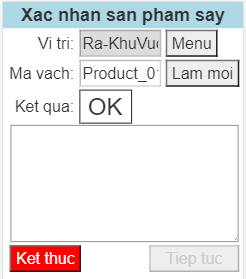 Xac nhan san pham say
Vi tri: Ra-KhuVu Menu
Ma vach: Product_0 Lam moi
Ket qua: OK
Ket thuc Tiep tuc